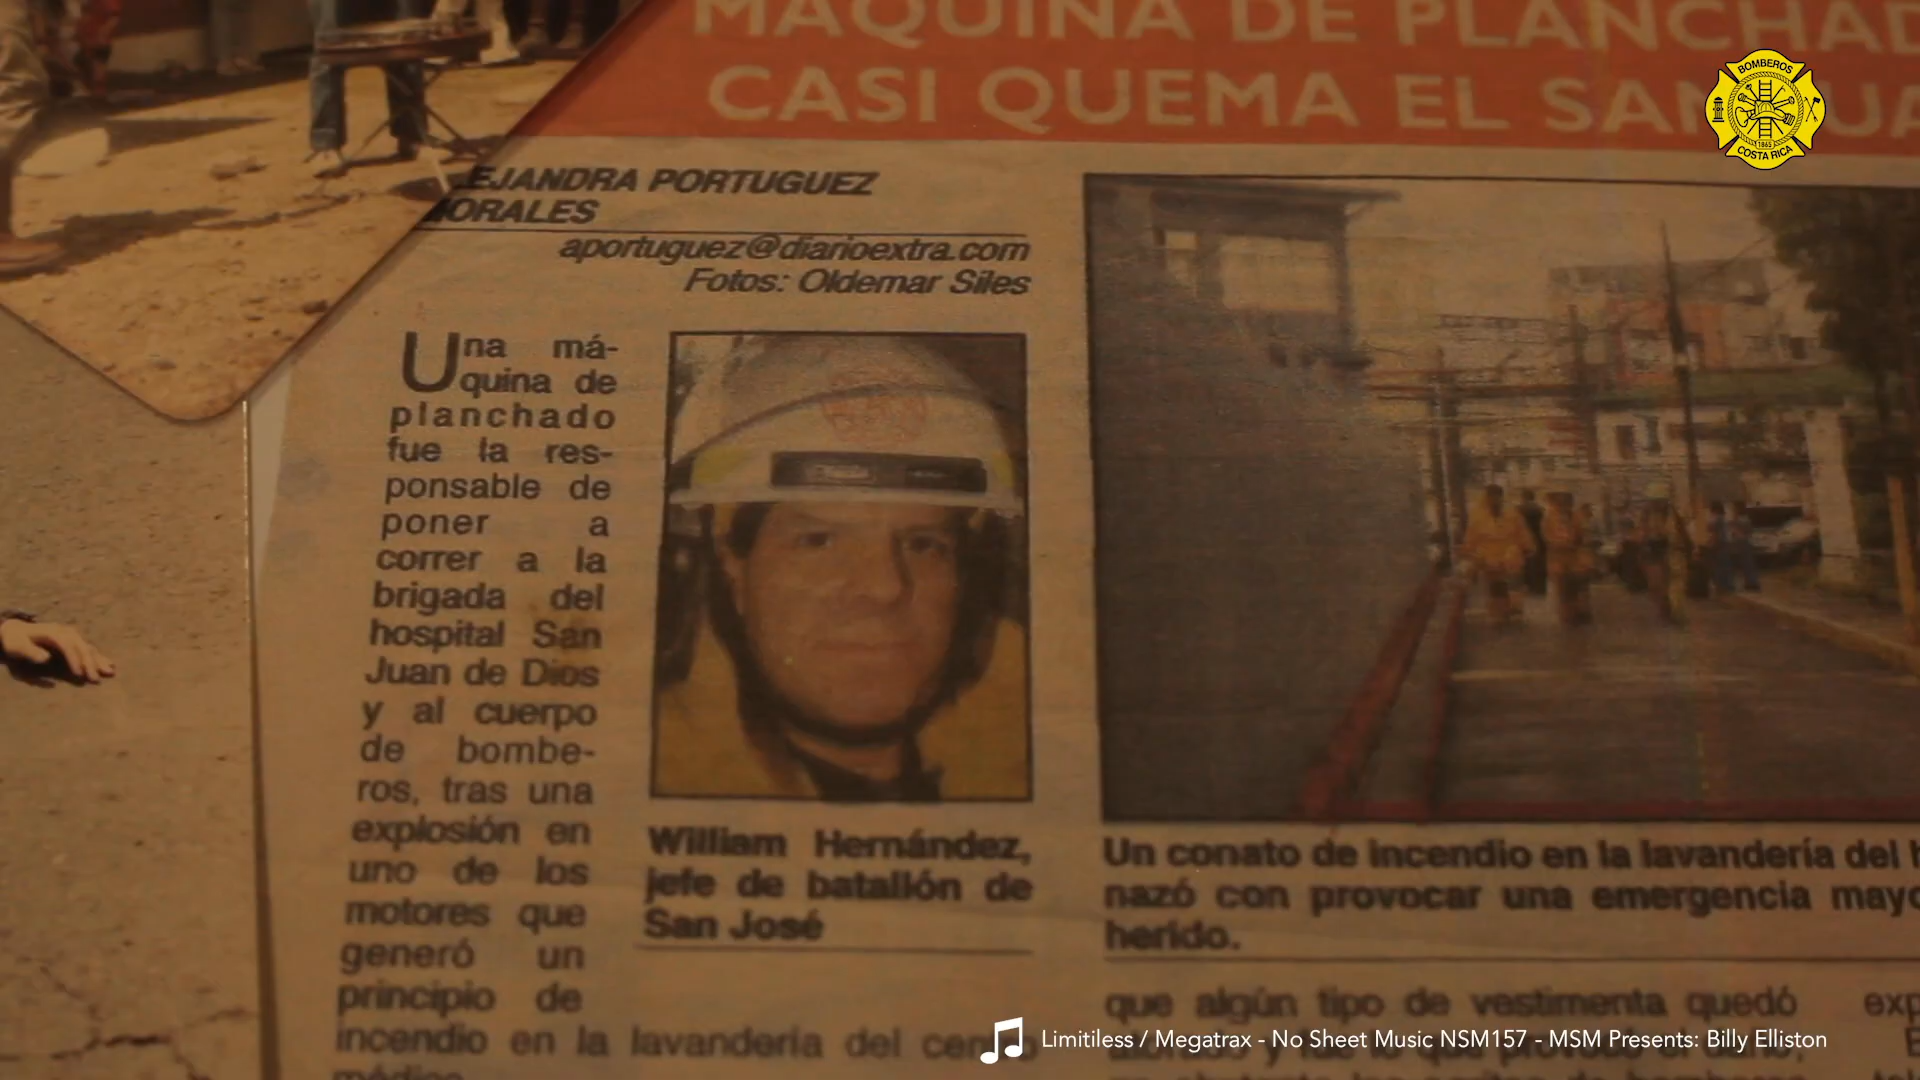 MAQUINA DE PLANCHAD
CASI QUEMA EL SAN JUA
BOMBEROS
1865
COSTA RICA
EJANDRA PORTUGUEZ
MORALES
aportuguez@diarioextra.com
Fotos: Oldemar Siles
Una má-
quina de
planchado
fue la res-
ponsable de
poner a
correr a la
brigada del
hospital San
Juan de Dios
y al cuerpo
de bombe-
ros, tras una
explosión en
uno de los
motores que
generó un
principio de
incendio en la lavandería del cen
médico
William Hernández,
jefe de batallón de
San José
Un conato de incendio en la lavandería del h
nazó con provocar una emergencia mayo
herido.
que algún tipo de vestimenta quedó
exp
Limitiless / Megatrax - No Sheet Music NSM157 - MSM Presents: Billy Elliston